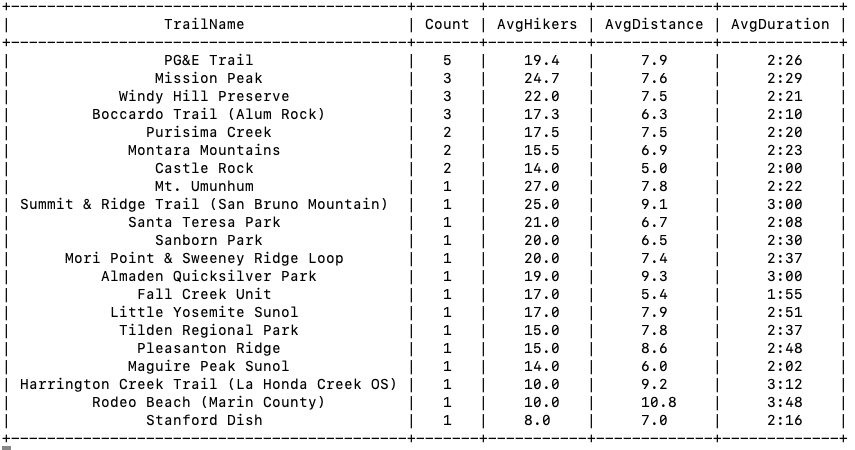 +--------------------------------------------+-------+-----------+-------------+-------------+
| TrailName | Count | AvgHikers | AvgDistance | AvgDuration |
+--------------------------------------------+-------+-----------+-------------+-------------+
| PG&E Trail | 5 | 19.4 | 7.9 | 2:26 |
| Mission Peak | 3 | 24.7 | 7.6 | 2:29 |
| Windy Hill Preserve | 3 | 22.0 | 7.5 | 2:21 |
| Boccardo Trail (Alum Rock) | 3 | 17.3 | 6.3 | 2:10 |
| Purisima Creek | 2 | 17.5 | 7.5 | 2:20 |
| Montara Mountains | 2 | 15.5 | 6.9 | 2:23 |
| Castle Rock | 2 | 14.0 | 5.0 | 2:00 |
| Mt. Umunhum | 1 | 27.0 | 7.8 | 2:22 |
| Summit & Ridge Trail (San Bruno Mountain) | 1 | 25.0 | 9.1 | 3:00 |
| Santa Teresa Park | 1 | 21.0 | 6.7 | 2:08 |
| Sanborn Park | 1 | 20.0 | 6.5 | 2:30 |
| Mori Point & Sweeney Ridge Loop | 1 | 20.0 | 7.4 | 2:37 |
| Almaden Quicksilver Park | 1 | 19.0 | 9.3 | 3:00 |
| Fall Creek Unit | 1 | 17.0 | 5.4 | 1:55 |
| Little Yosemite Sunol | 1 | 17.0 | 7.9 | 2:51 |
| Tilden Regional Park | 1 | 15.0 | 7.8 | 2:37 |
| Pleasanton Ridge | 1 | 15.0 | 8.6 | 2:48 |
| Maguire Peak Sunol | 1 | 14.0 | 6.0 | 2:02 |
| Harrington Creek Trail (La Honda Creek OS) | 1 | 10.0 | 9.2 | 3:12 |
| Rodeo Beach (Marin County) | 1 | 10.0 | 10.8 | 3:48 |
| Stanford Dish | 1 | 8.0 | 7.0 | 2:16 |
+--------------------------------------------+-------+-----------+-------------+-------------+